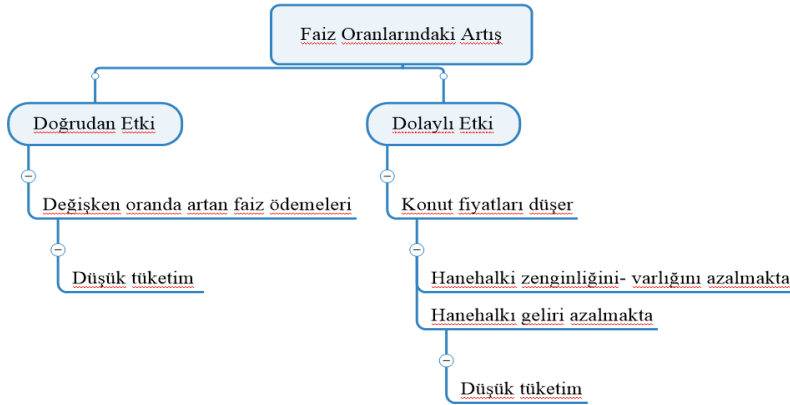 Faiz Oranlarındaki Artış
Doğrudan Etki
Değişken oranda artan faiz ödemeleri
Düşük tüketim
Dolaylı Etki
Konut fiyatları düşer
Hanehalki zenginliğini- varlığını azalmakta
Hanehalkı geliri azalmakta
Düşük tüketim